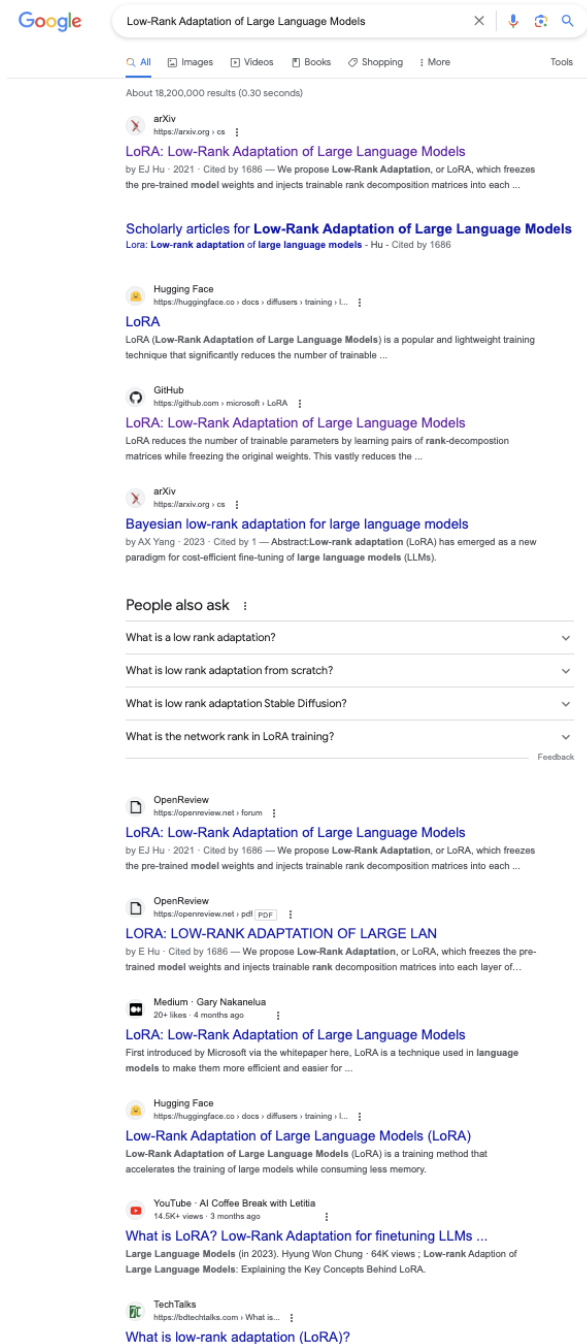 Google
Low-Rank Adaptation of Large Language Models
All Images Videos Books Shopping More Tools
About 18,200,000 results (0.30 seconds)
arXiv
https://arxiv.org › cs
LoRA: Low-Rank Adaptation of Large Language Models
by EJ Hu · 2021 · Cited by 1686 — We propose Low-Rank Adaptation, or LoRA, which freezes
the pre-trained model weights and injects trainable rank decomposition matrices into each ...
Scholarly articles for Low-Rank Adaptation of Large Language Models
Lora: Low-rank adaptation of large language models - Hu - Cited by 1686
Hugging Face
https://huggingface.co › docs › diffusers › training › l...
LoRA
LoRA (Low-Rank Adaptation of Large Language Models) is a popular and lightweight training
technique that significantly reduces the number of trainable ...
GitHub
https://github.com › microsoft › LoRA
LoRA: Low-Rank Adaptation of Large Language Models
LoRA reduces the number of trainable parameters by learning pairs of rank-decompostion
matrices while freezing the original weights. This vastly reduces the ...
arXiv
https://arxiv.org › cs
Bayesian low-rank adaptation for large language models
by AX Yang · 2023 · Cited by 1 — Abstract:Low-rank adaptation (LoRA) has emerged as a new
paradigm for cost-efficient fine-tuning of large language models (LLMs).
People also ask
What is a low rank adaptation?
What is low rank adaptation from scratch?
What is low rank adaptation Stable Diffusion?
What is the network rank in LoRA training?
Feedback
OpenReview
https://openreview.net › forum
LoRA: Low-Rank Adaptation of Large Language Models
by EJ Hu · 2021 · Cited by 1686 — We propose Low-Rank Adaptation, or LoRA, which freezes
the pre-trained model weights and injects trainable rank decomposition matrices into each ...
OpenReview
https://openreview.net › pdf PDF
LORA: LOW-RANK ADAPTATION OF LARGE LAN
by E Hu · Cited by 1686 — We propose Low-Rank Adaptation, or LoRA, which freezes the pre-
trained model weights and injects trainable rank decomposition matrices into each layer of...
Medium · Gary Nakanelua
20+ likes · 4 months ago
LoRA: Low-Rank Adaptation of Large Language Models
First introduced by Microsoft via the whitepaper here, LoRA is a technique used in language
models to make them more efficient and easier for ...
Hugging Face
https://huggingface.co › docs › diffusers › training › l...
Low-Rank Adaptation of Large Language Models (LoRA)
Low-Rank Adaptation of Large Language Models (LoRA) is a training method that
accelerates the training of large models while consuming less memory.
YouTube · AI Coffee Break with Letitia
14.5K+ views · 3 months ago
What is LoRA? Low-Rank Adaptation for finetuning LLMs ...
Large Language Models (in 2023). Hyung Won Chung · 64K views ; Low-rank Adaption of
Large Language Models: Explaining the Key Concepts Behind LoRA.
TechTalks
https://bdtechtalks.com › What is...
What is low-rank adaptation (LoRA)?